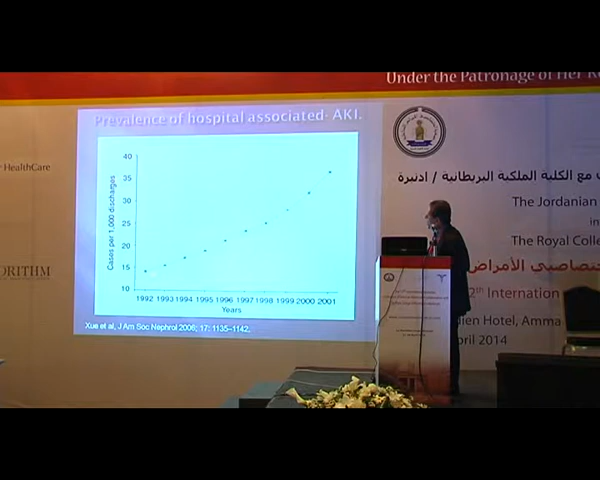 Under the Patronage of Her R
Prevalence of hospital associated- AKI.
Cases per 1,000 discharges
40
35
30
25
20
15
10
1992 1993 1994 1995 1996 1997 1998 1999 2000 2001
Years
Xue et al, J Am Soc Nephrol 2006; 17: 1135–1142.
HealthCare
ORITHM
مع الكلية الملكية البريطانية / ادنبرة
The Jordanian
in
The Royal Colle
ختصاصيي الأمراض
2th Internation
ien Hotel, Amma
pril 2014